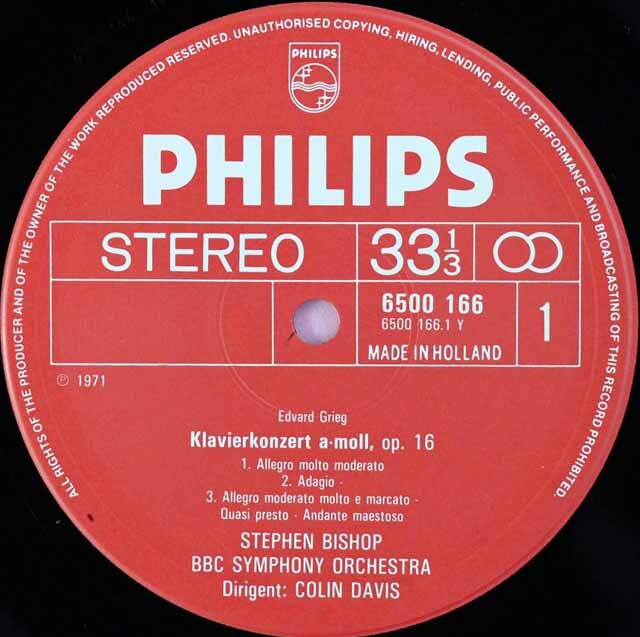 ALL RIGHTS OF THE PRODUCER AND OF THE OWNER OF THE WORK REPRODUCED RESERVED. UNAUTHORISED COPYING, HIRING, LENDING, PUBLIC PERFORMANCE AND BROADCASTING OF THIS RECORD PROHIBITED.
PHILIPS
PHILIPS
STEREO
33 1/3
6500 166
6500 166.1 Y
1
MADE IN HOLLAND
℗ 1971
Edvard Grieg
Klavierkonzert a-moll, op. 16
1. Allegro molto moderato
2. Adagio -
3. Allegro moderato molto e marcato -
Quasi presto - Andante maestoso
STEPHEN BISHOP
BBC SYMPHONY ORCHESTRA
Dirigent: COLIN DAVIS